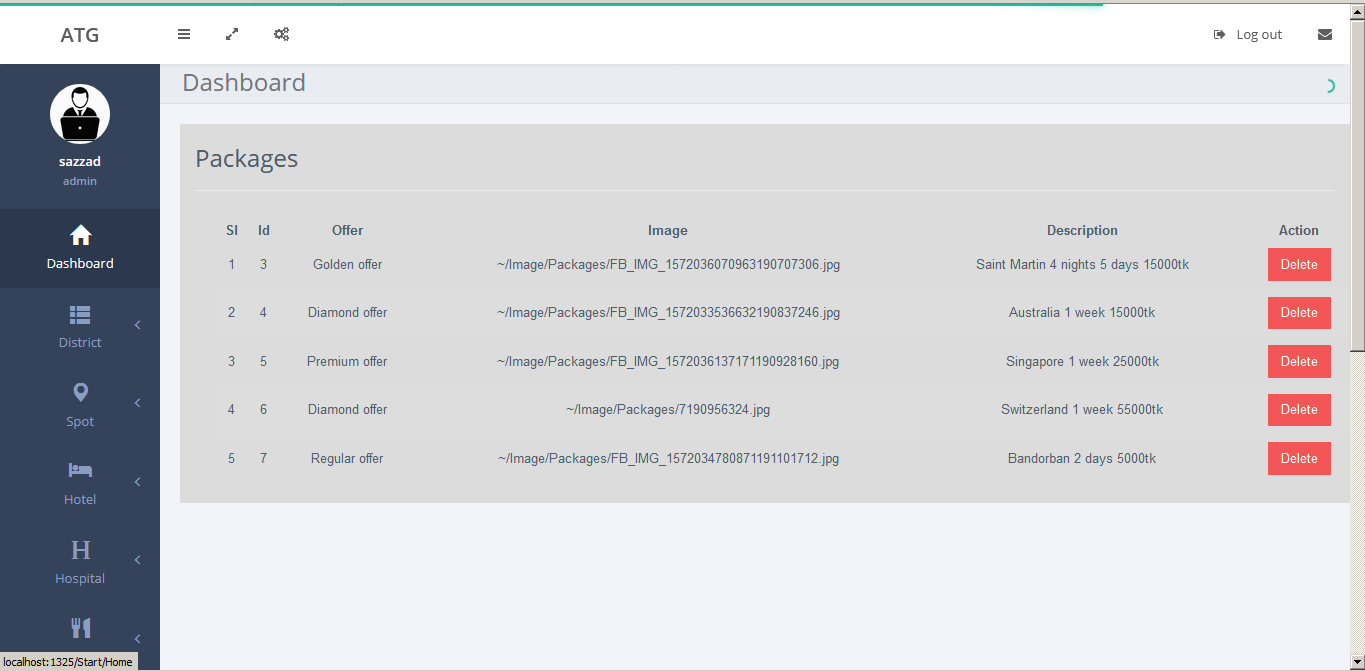 ATG
Log out
sazzad
admin
Dashboard
District
Spot
Hotel
H
Hospital
Dashboard
Packages
Sl Id Offer Image Description Action
1 3 Golden offer ~/Image/Packages/FB_IMG_1572036070963190707306.jpg Saint Martin 4 nights 5 days 15000tk Delete
2 4 Diamond offer ~/Image/Packages/FB_IMG_1572033536632190837246.jpg Australia 1 week 15000tk Delete
3 5 Premium offer ~/Image/Packages/FB_IMG_1572036137171190928160.jpg Singapore 1 week 25000tk Delete
4 6 Diamond offer ~/Image/Packages/7190956324.jpg Switzerland 1 week 55000tk Delete
5 7 Regular offer ~/Image/Packages/FB_IMG_1572034780871191101712.jpg Bandorban 2 days 5000tk Delete
localhost:1325/Start/Home